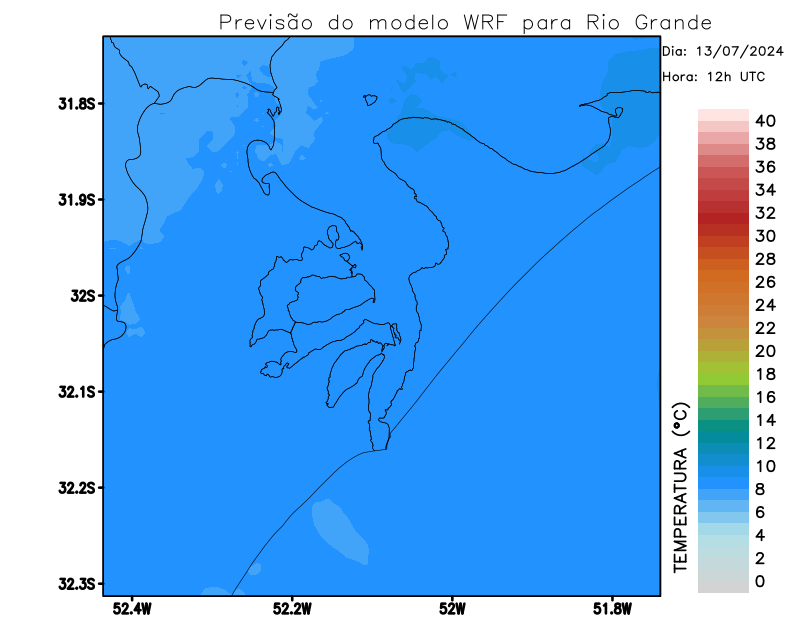 Previsão do modelo WRF para Rio Grande
Dia: 13/07/2024
Hora: 12h UTC
31.8S
31.9S
32S
32.1S
32.2S
32.3S
52.4W
52.2W
52W
51.8W
TEMPERATURA (°C)
40
38
36
34
32
30
28
26
24
22
20
18
16
14
12
10
8
6
4
2
0